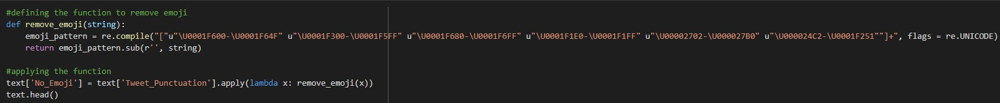 #defining the function to remove emoji
def remove_emoji(string):
    emoji_pattern = re.compile("["u"\U0001F600-\U0001F64F" u"\U0001F300-\U0001F5FF" u"\U0001F680-\U0001F6FF" u"\U0001F1E0-\U0001F1FF" u"\U00002702-\U000027B0" u"\U000024C2-\U0001F251""]+", flags = re.UNICODE)
    return emoji_pattern.sub(r'', string)

#applying the function
text['No_Emoji'] = text['Tweet_Punctuation'].apply(lambda x: remove_emoji(x))
text.head()